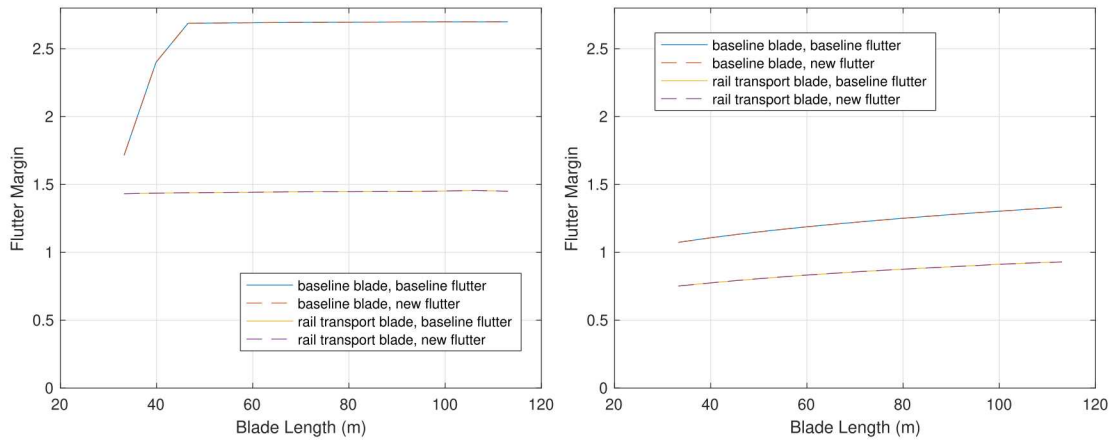 Flutter Margin
2.5
2
1.5
1
0.5
0
20
40
60
80
100
120
Blade Length (m)
baseline blade, baseline flutter
baseline blade, new flutter
rail transport blade, baseline flutter
rail transport blade, new flutter
Flutter Margin
2.5
2
1.5
1
0.5
0
20
40
60
80
100
120
Blade Length (m)
baseline blade, baseline flutter
baseline blade, new flutter
rail transport blade, baseline flutter
rail transport blade, new flutter